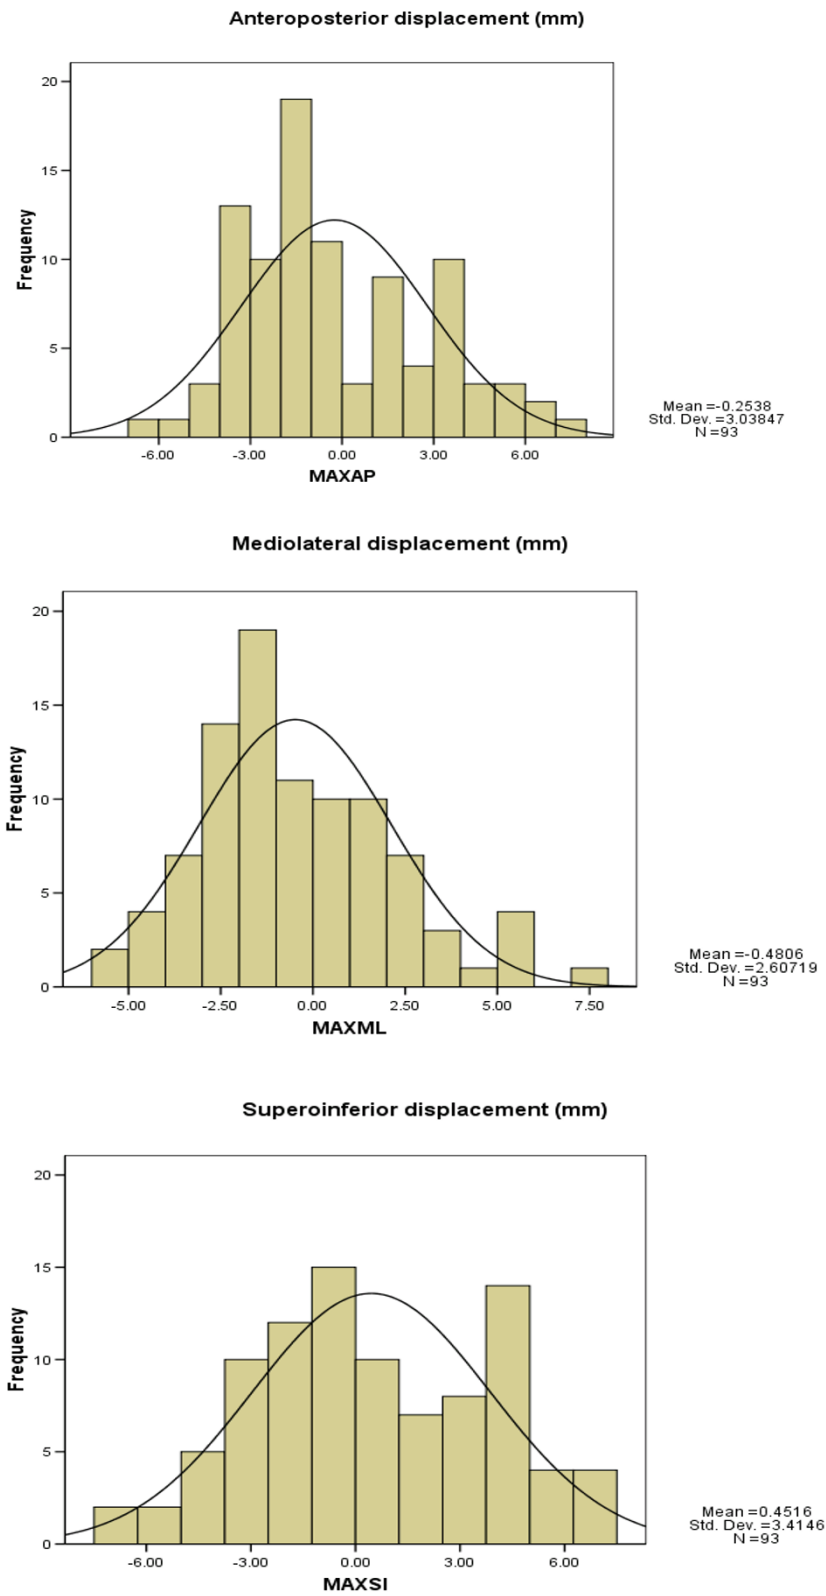 Anteroposterior displacement (mm)
20
15
10
5
0
Frequency
-6.00 -3.00 0.00 3.00 6.00
MAXAP
Mean =-0.2538
Std. Dev. =3.03847
N =93
Mediolateral displacement (mm)
20
15
10
5
0
Frequency
-5.00 -2.50 0.00 2.50 5.00 7.50
MAXML
Mean =-0.4806
Std. Dev. =2.60719
N =93
Superoinferior displacement (mm)
20
15
10
5
0
Frequency
-6.00 -3.00 0.00 3.00 6.00
MAXSI
Mean =0.4516
Std. Dev. =3.4146
N =93